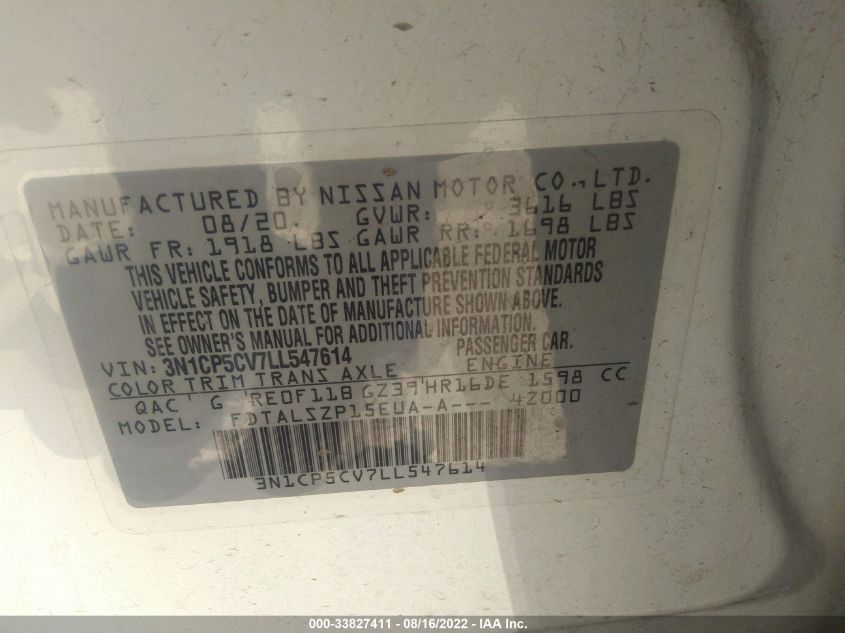 MANUFACTURED BY NISSAN MOTOR CO.,LTD.
DATE: 08/20 GVWR: 3616 LBS
GAWR FR: 1918 LBS GAWR RR: 1698 LBS
THIS VEHICLE CONFORMS TO ALL APPLICABLE FEDERAL MOTOR
VEHICLE SAFETY, BUMPER AND THEFT PREVENTION STANDARDS
IN EFFECT ON THE DATE OF MANUFACTURE SHOWN ABOVE.
SEE OWNER'S MANUAL FOR ADDITIONAL INFORMATION.
VIN: 3N1CP5CV7LL547614 PASSENGER CAR.
COLOR TRIM TRANS AXLE ENGINE
QAC G RE0F11B GZ39 HR16DE 1598 CC
MODEL: FDTALSZP15EUA-A--- 4Z000
3N1CP5CV7LL547614
000-33827411 - 08/16/2022 - IAA Inc.